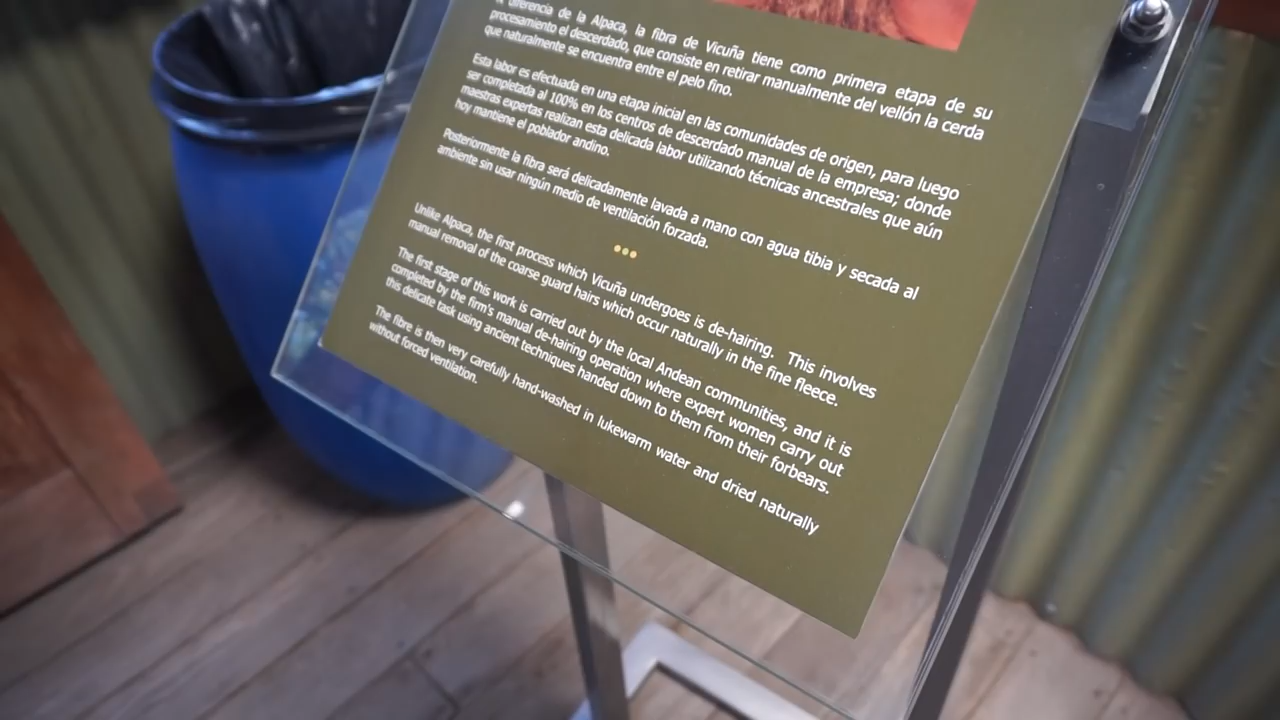 A diferencia de la Alpaca, la fibra de Vicuña tiene como primera etapa de su
procesamiento el descerdado, que consiste en retirar manualmente del vellón la cerda
que naturalmente se encuentra entre el pelo fino.
Esta labor es efectuada en una etapa inicial en las comunidades de origen, para luego
ser completada al 100% en los centros de descerdado manual de la empresa; donde
maestras expertas realizan esta delicada labor utilizando técnicas ancestrales que aún
hoy mantiene el poblador andino.
Posteriormente la fibra será delicadamente lavada a mano con agua tibia y secada al
ambiente sin usar ningún medio de ventilación forzada.
Unlike Alpaca, the first process which Vicuña undergoes is de-hairing. This involves
manual removal of the coarse guard hairs which occur naturally in the fine fleece.
The first stage of this work is carried out by the local Andean communities, and it is
completed by the firm's manual de-hairing operation where expert women carry out
this delicate task using ancient techniques handed down to them from their forbears.
The fibre is then very carefully hand-washed in lukewarm water and dried naturally
without forced ventilation.